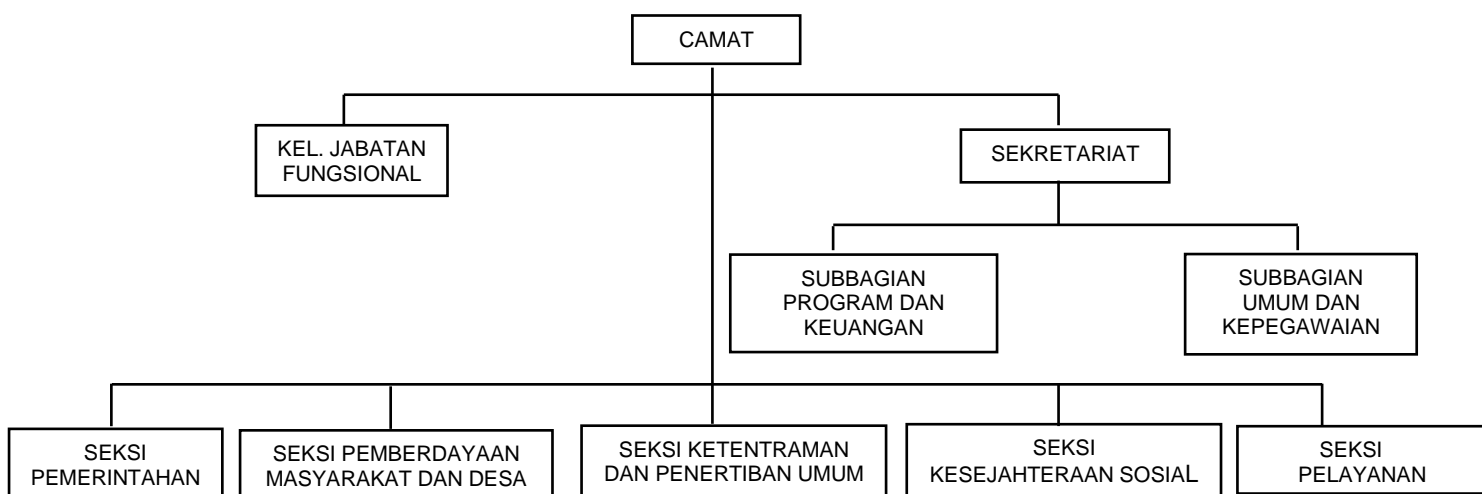 CAMAT
KEL. JABATAN
FUNGSIONAL
SEKRETARIAT
SUBBAGIAN
PROGRAM DAN
KEUANGAN
SUBBAGIAN
UMUM DAN
KEPEGAWAIAN
SEKSI
PEMERINTAHAN
SEKSI PEMBERDAYAAN
MASYARAKAT DAN DESA
SEKSI KETENTRAMAN
DAN PENERTIBAN UMUM
SEKSI
KESEJAHTERAAN SOSIAL
SEKSI
PELAYANAN